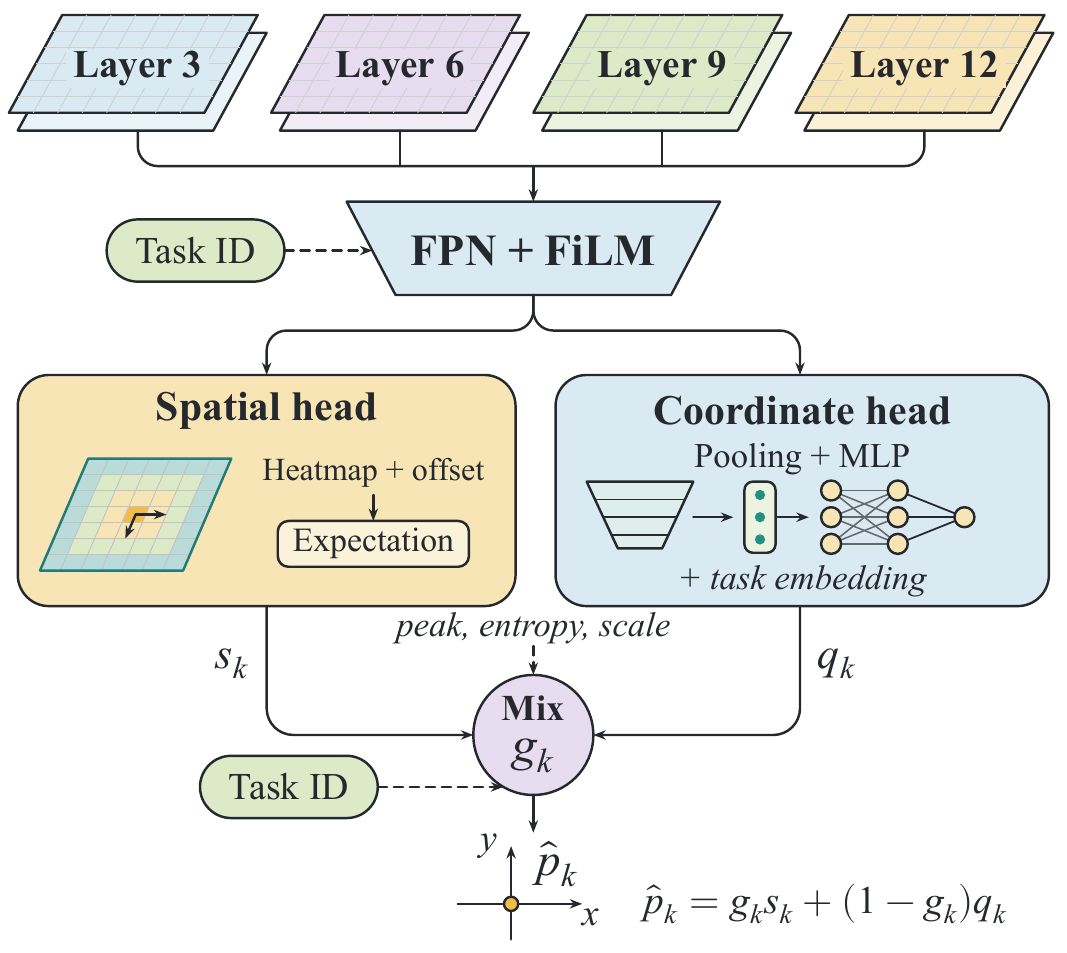 Layer 3
Layer 6
Layer 9
Layer 12
Task ID
FPN + FiLM
Spatial head
Heatmap + offset
Expectation
Coordinate head
Pooling + MLP
+ task embedding
peak, entropy, scale
s_k
q_k
Mix
g_k
Task ID
y
p̂_k
x
p̂_k = g_k s_k + (1 − g_k) q_k